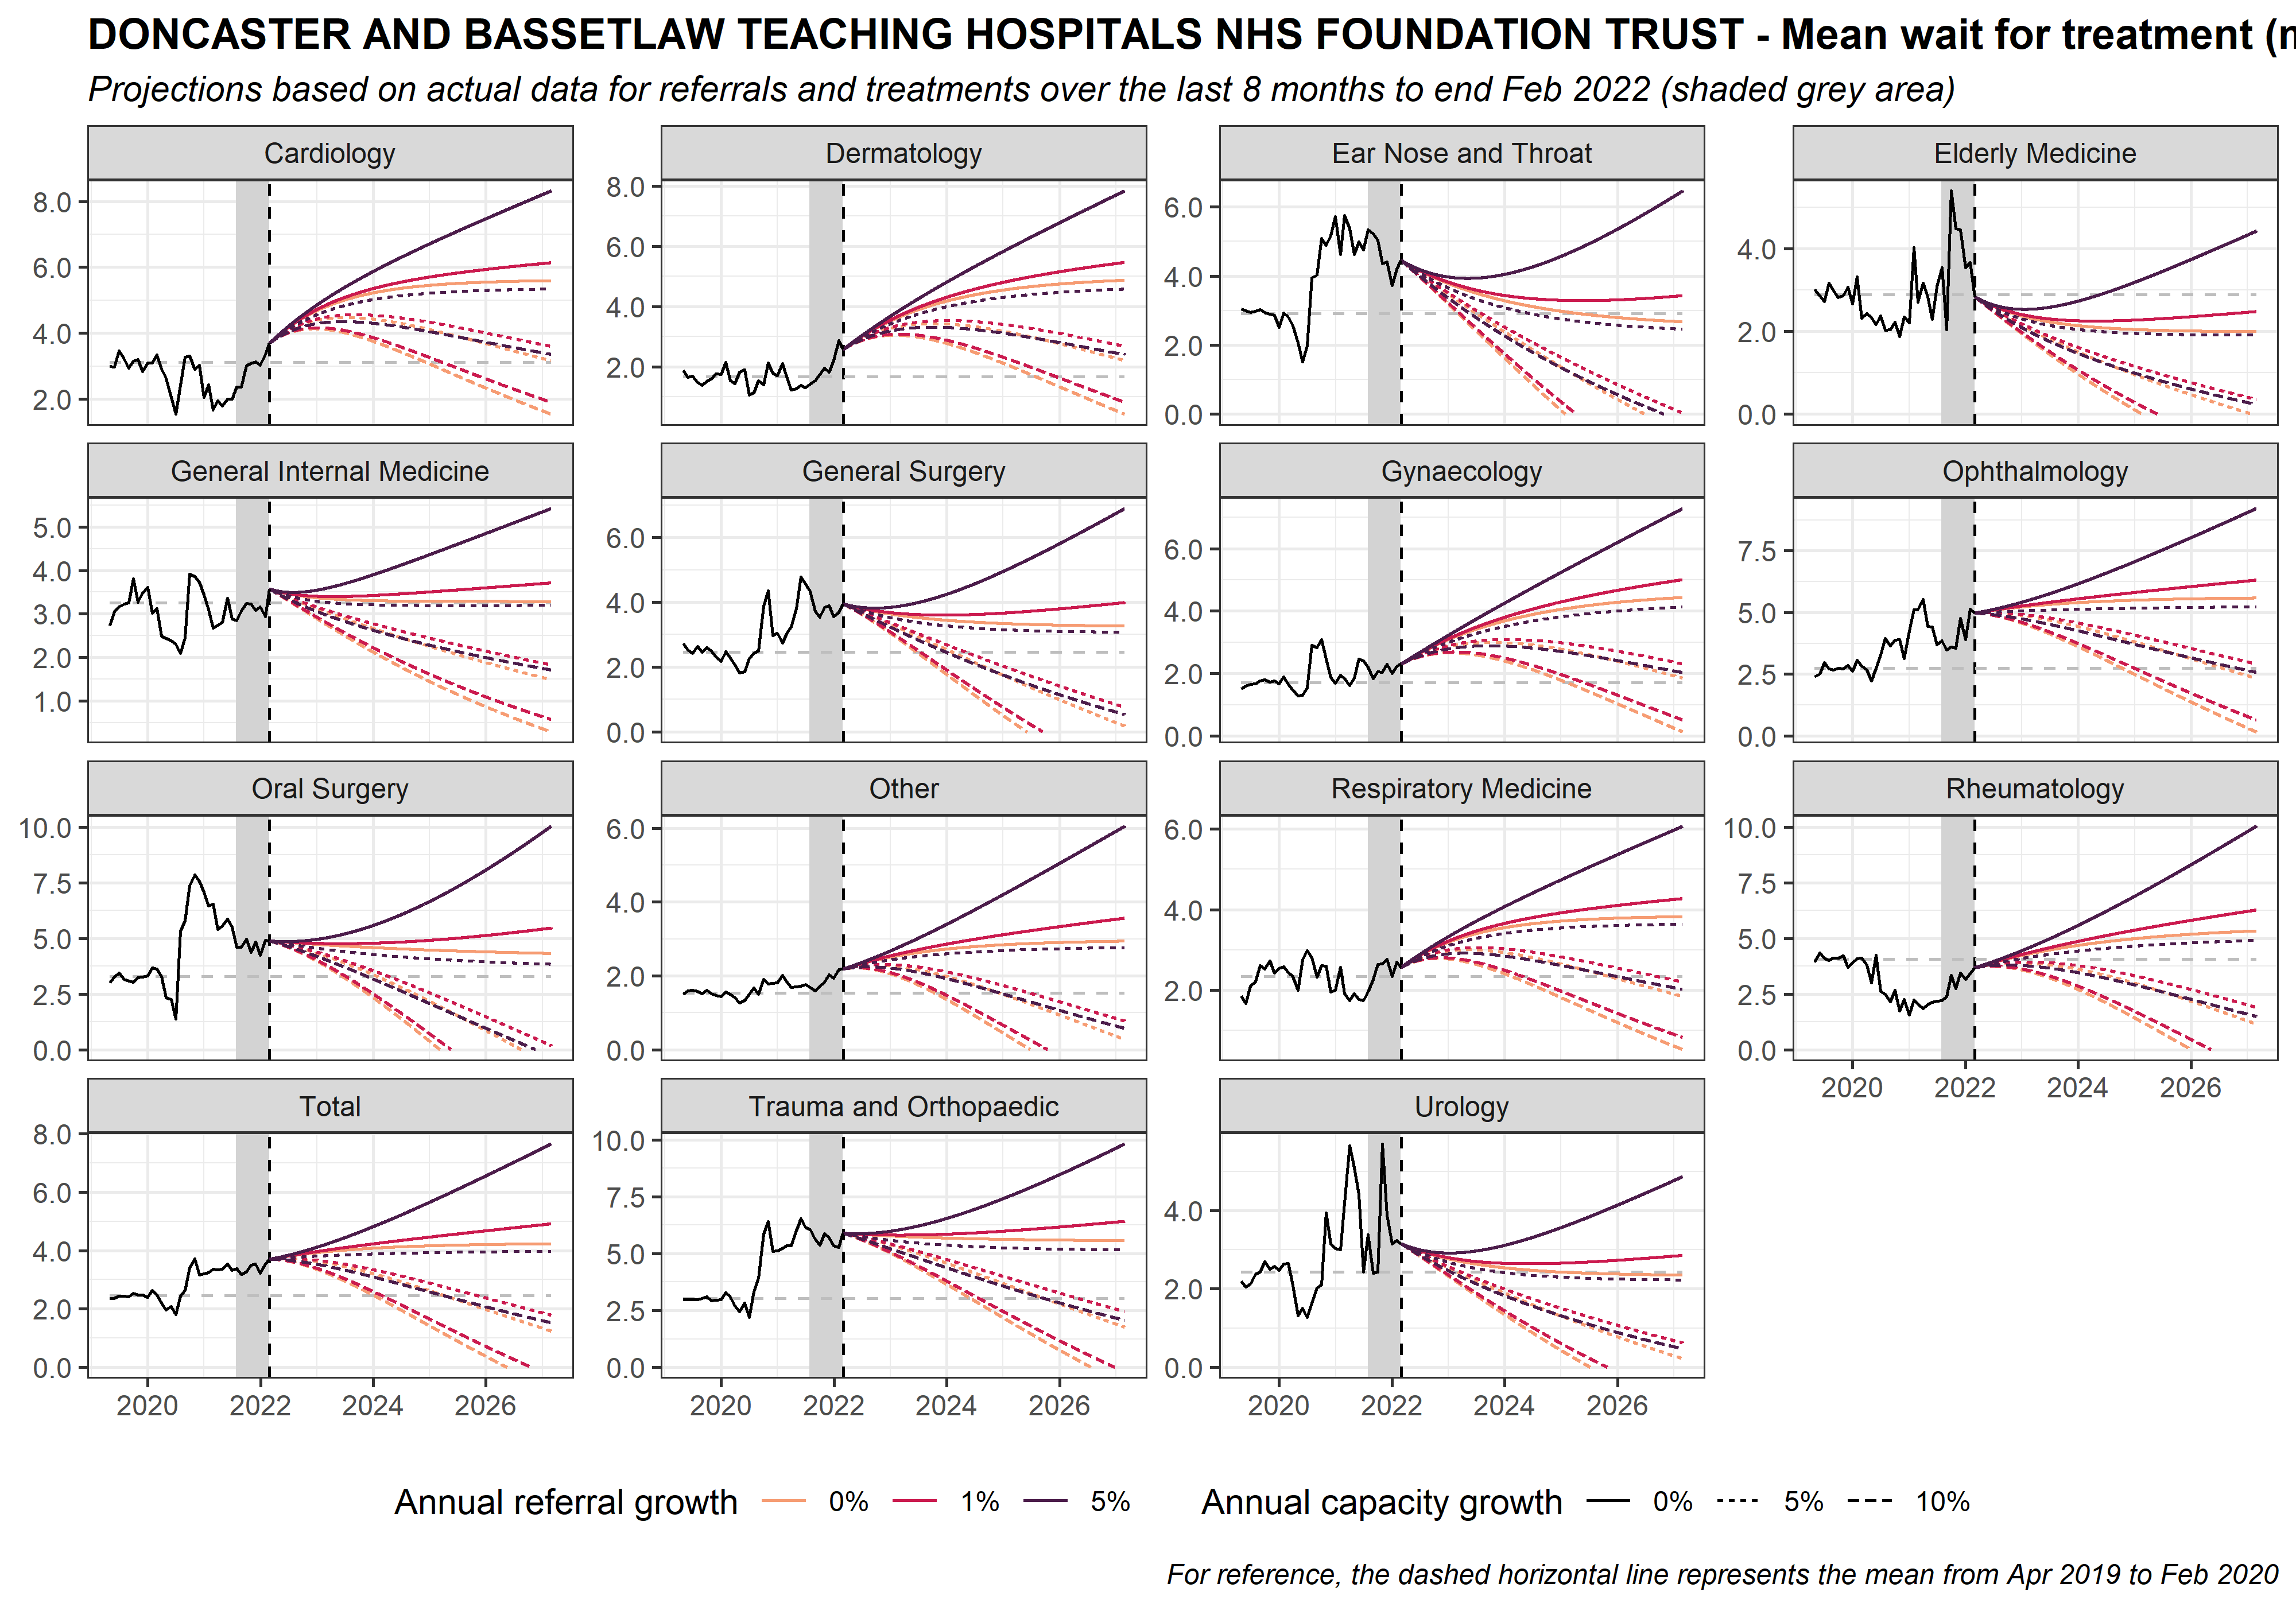 DONCASTER AND BASSETLAW TEACHING HOSPITALS NHS FOUNDATION TRUST - Mean wait for treatment (
Projections based on actual data for referrals and treatments over the last 8 months to end Feb 2022 (shaded grey area)
Cardiology
8.0
6.0
4.0
2.0
Dermatology
8.0
6.0
4.0
2.0
Ear Nose and Throat
6.0
4.0
2.0
0.0
Elderly Medicine
4.0
2.0
0.0
General Internal Medicine
5.0
4.0
3.0
2.0
1.0
General Surgery
6.0
4.0
2.0
0.0
Gynaecology
6.0
4.0
2.0
0.0
Ophthalmology
7.5
5.0
2.5
0.0
Oral Surgery
10.0
7.5
5.0
2.5
0.0
Other
6.0
4.0
2.0
0.0
Respiratory Medicine
6.0
4.0
2.0
Rheumatology
10.0
7.5
5.0
2.5
0.0
2020 2022 2024 2026
Total
8.0
6.0
4.0
2.0
0.0
2020 2022 2024 2026
Trauma and Orthopaedic
10.0
7.5
5.0
2.5
0.0
2020 2022 2024 2026
Urology
4.0
2.0
0.0
2020 2022 2024 2026
Annual referral growth 0% 1% 5% Annual capacity growth 0% 5% 10%
For reference, the dashed horizontal line represents the mean from Apr 2019 to Feb 2020